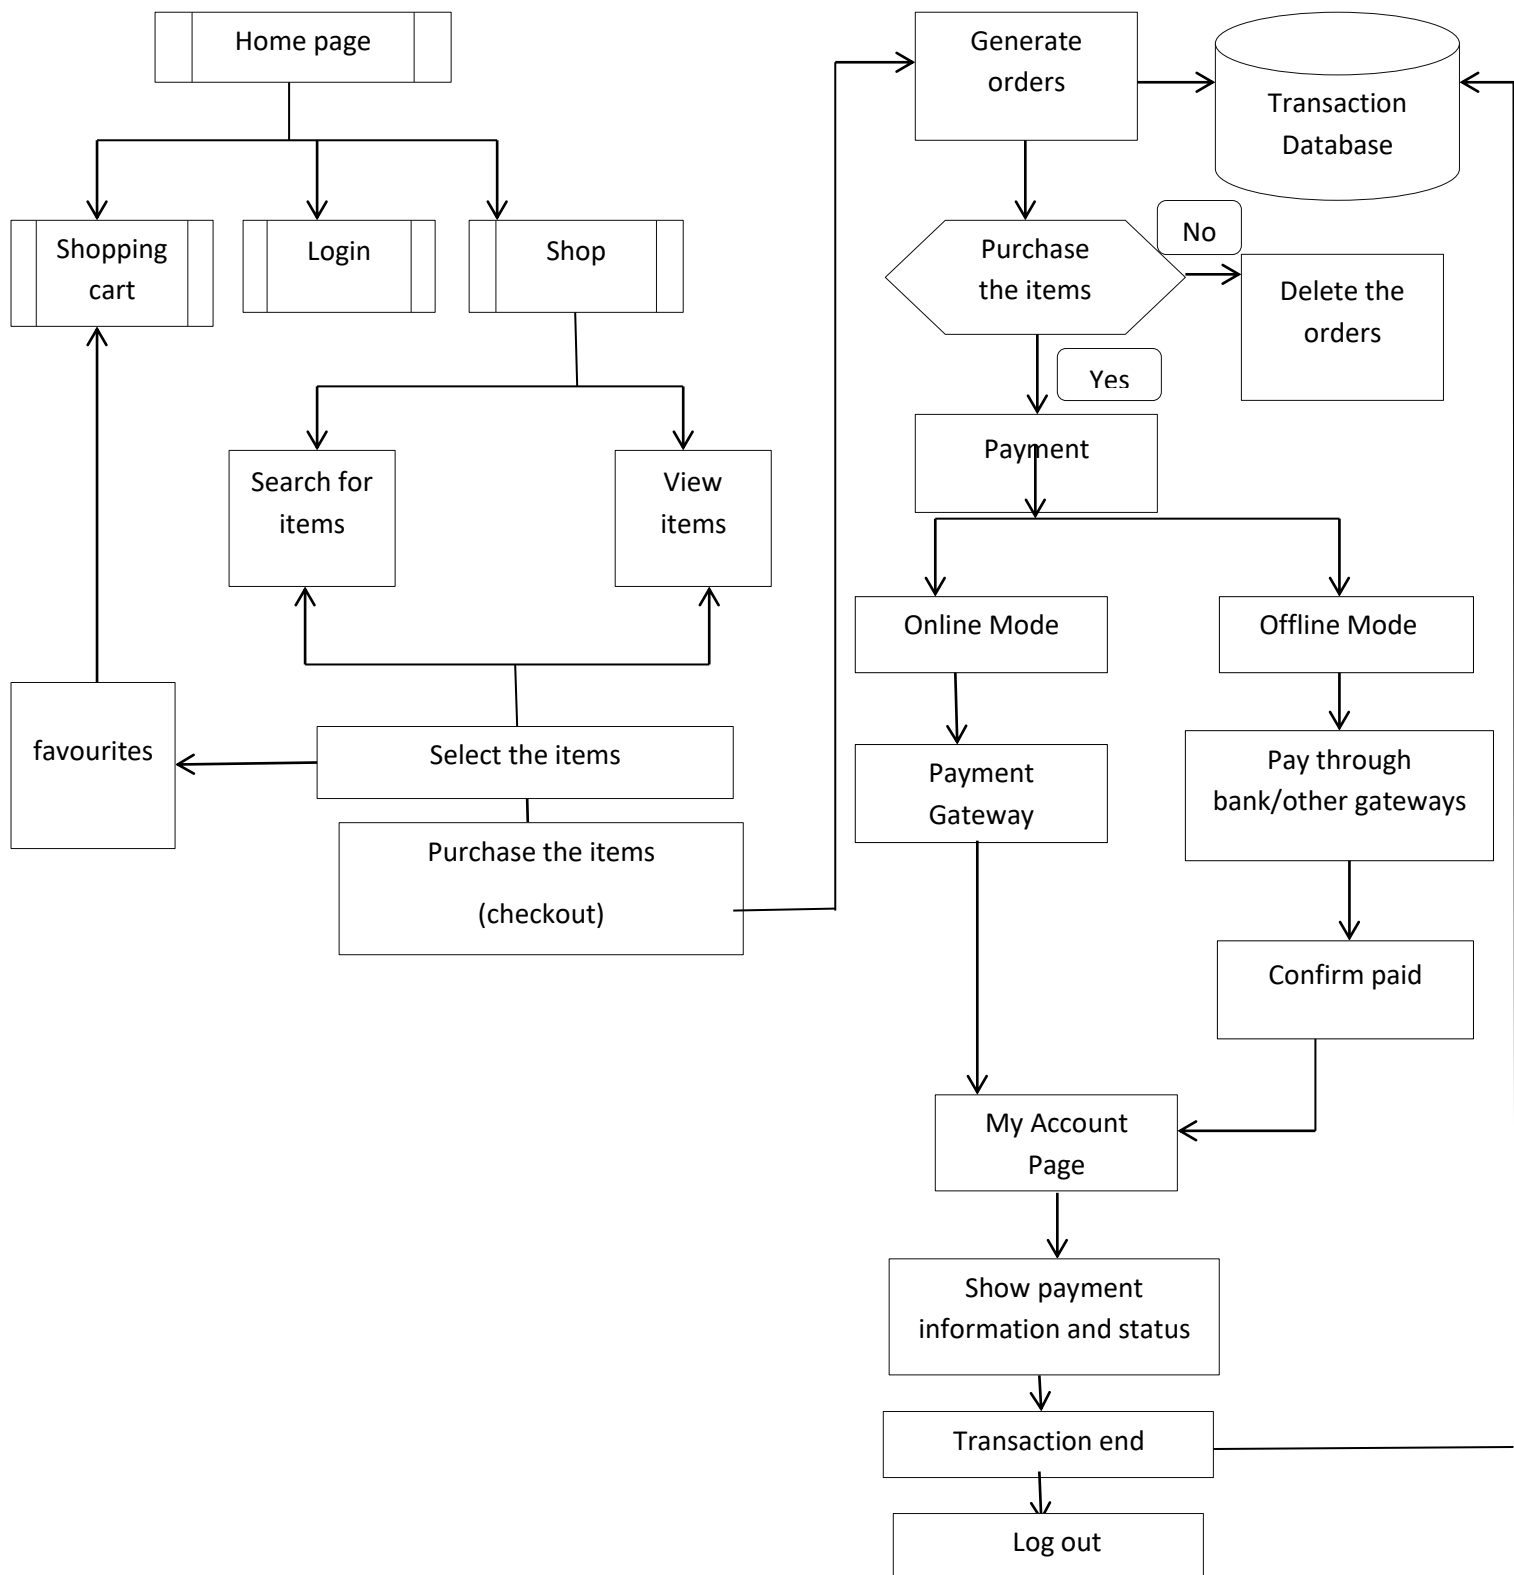 Home page
Shopping
cart
Login
Shop
Search for
items
View
items
favourites
Select the items
Purchase the items
(checkout)
Generate
orders
Transaction
Database
Purchase
the items
No
Delete the
orders
Yes
Payment
Online Mode
Offline Mode
Payment
Gateway
Pay through
bank/other gateways
Confirm paid
My Account
Page
Show payment
information and status
Transaction end
Log out